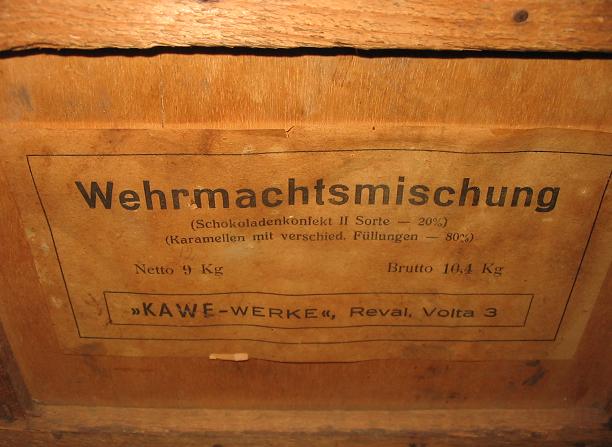 Wehrmachtsmischung
(Schokoladenkonfekt II Sorte — 20%)
(Karamellen mit verschied. Füllungen — 80%)
Netto 9 Kg Brutto 10,4 Kg
»KAWE-WERKE«, Reval, Volta 3